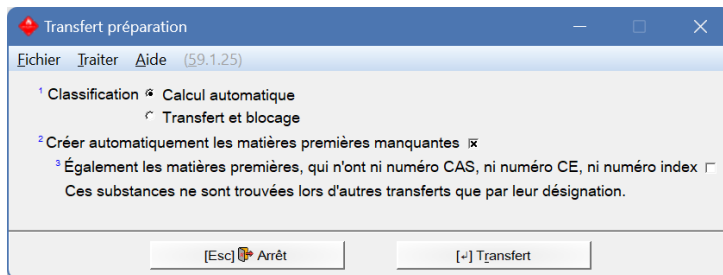 Transfert préparation
Fichier Traiter Aide (59.1.25)
1 Classification Calcul automatique
Transfert et blocage
2 Créer automatiquement les matières premières manquantes
3 Également les matières premières, qui n'ont ni numéro CAS, ni numéro CE, ni numéro index
Ces substances ne sont trouvées lors d'autres transferts que par leur désignation.
[Esc] Arrêt [↵] Transfert